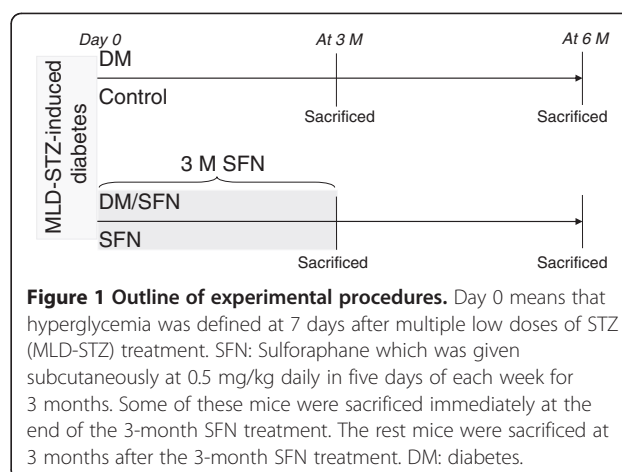 Day 0
At 3 M
At 6 M
MLD-STZ-induced
diabetes
DM
Control
Sacrificed
Sacrificed
3 M SFN
DM/SFN
SFN
Sacrificed
Sacrificed
Figure 1 Outline of experimental procedures. Day 0 means that
hyperglycemia was defined at 7 days after multiple low doses of STZ
(MLD-STZ) treatment. SFN: Sulforaphane which was given
subcutaneously at 0.5 mg/kg daily in five days of each week for
3 months. Some of these mice were sacrificed immediately at the
end of the 3-month SFN treatment. The rest mice were sacrificed at
3 months after the 3-month SFN treatment. DM: diabetes.